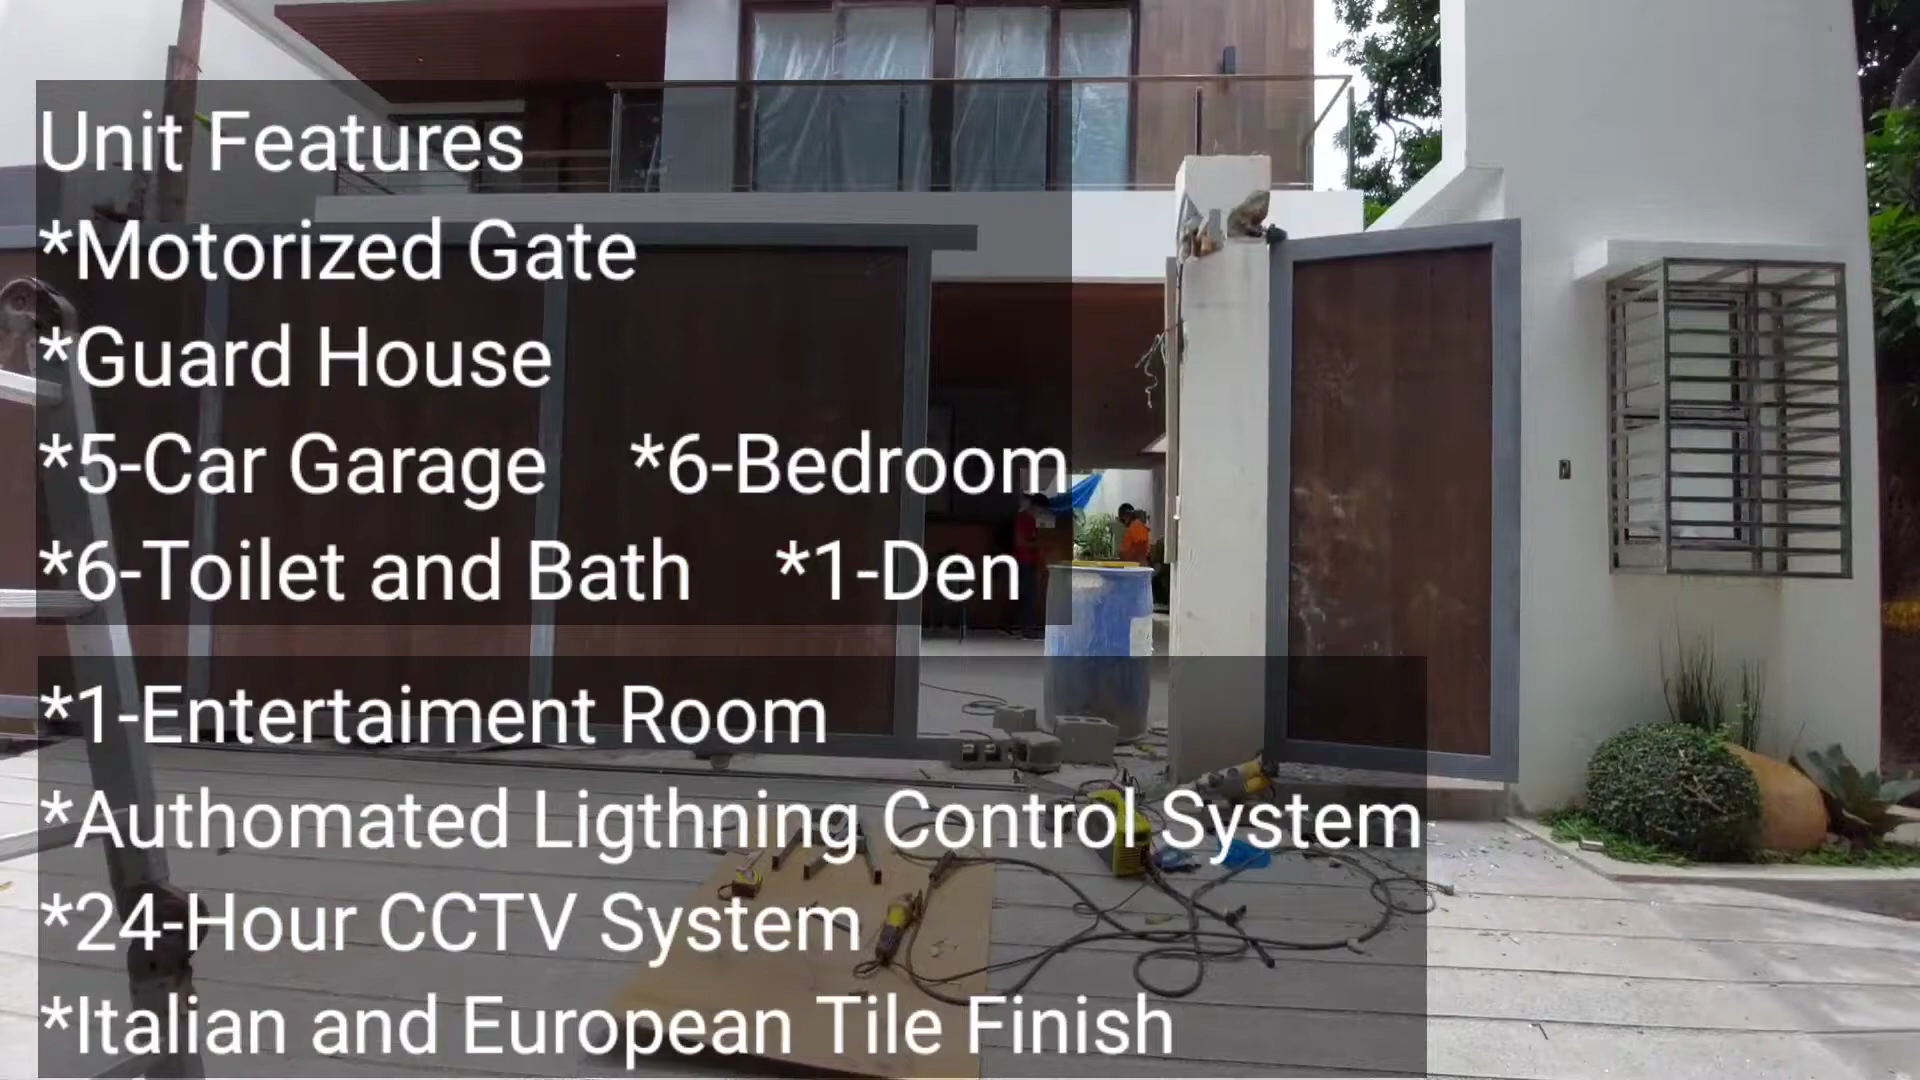 Unit Features
*Motorized Gate
*Guard House
*5-Car Garage *6-Bedroom
*6-Toilet and Bath *1-Den
*1-Entertaiment Room
*Authomated Ligthning Control System
*24-Hour CCTV System
*Italian and European Tile Finish